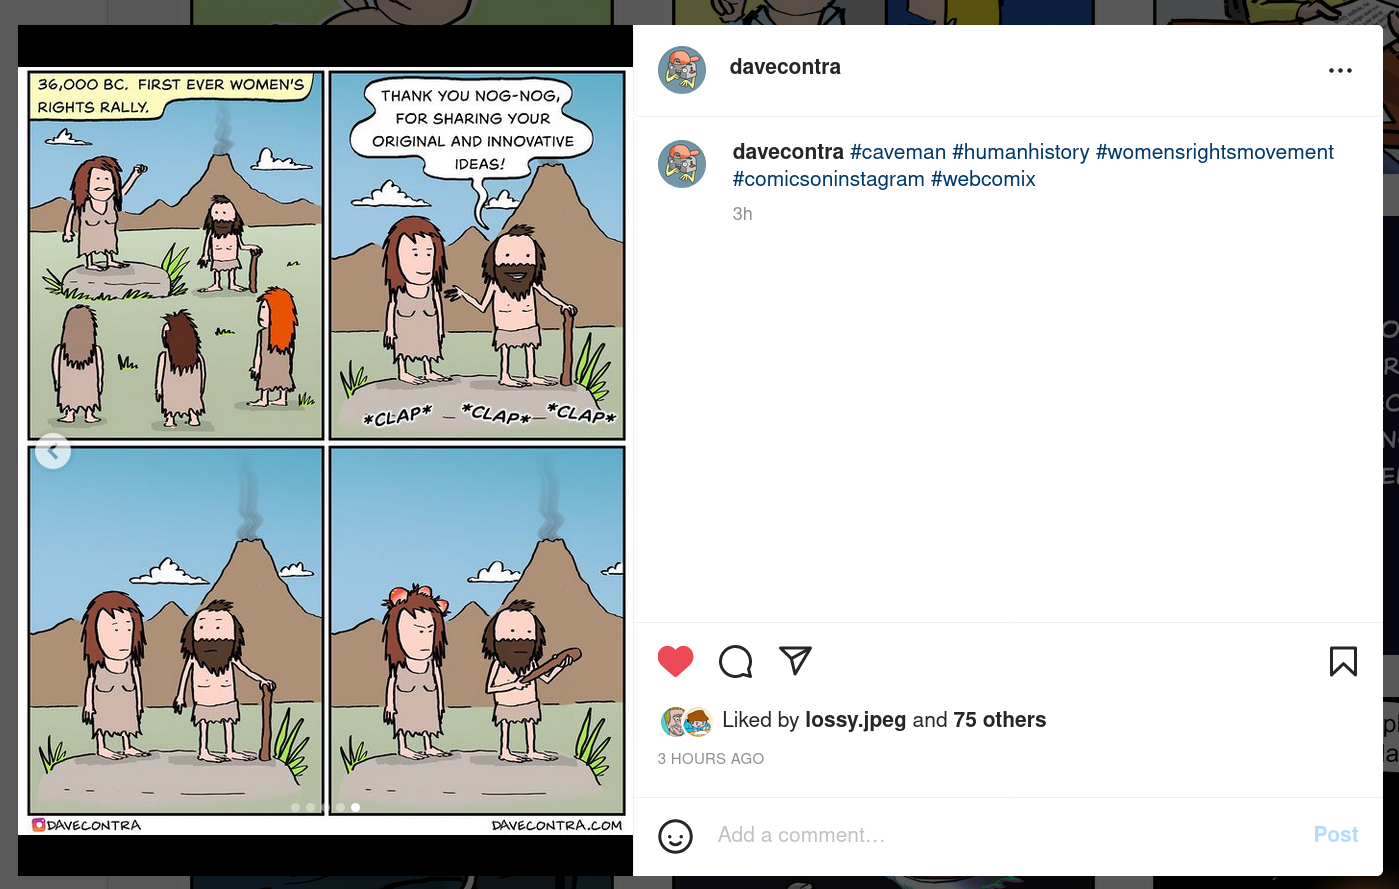 36,000 BC. FIRST EVER WOMEN'S
RIGHTS RALLY.
THANK YOU NOG-NOG,
FOR SHARING YOUR
ORIGINAL AND INNOVATIVE
IDEAS!
*CLAP* *CLAP* *CLAP*
DAVECONTRA
DAVECONTRA.COM
davecontra
davecontra #caveman #humanhistory #womensrightsmovement
#comicsoninstagram #webcomix
3h
Liked by lossy.jpeg and 75 others
3 HOURS AGO
Add a comment…
Post